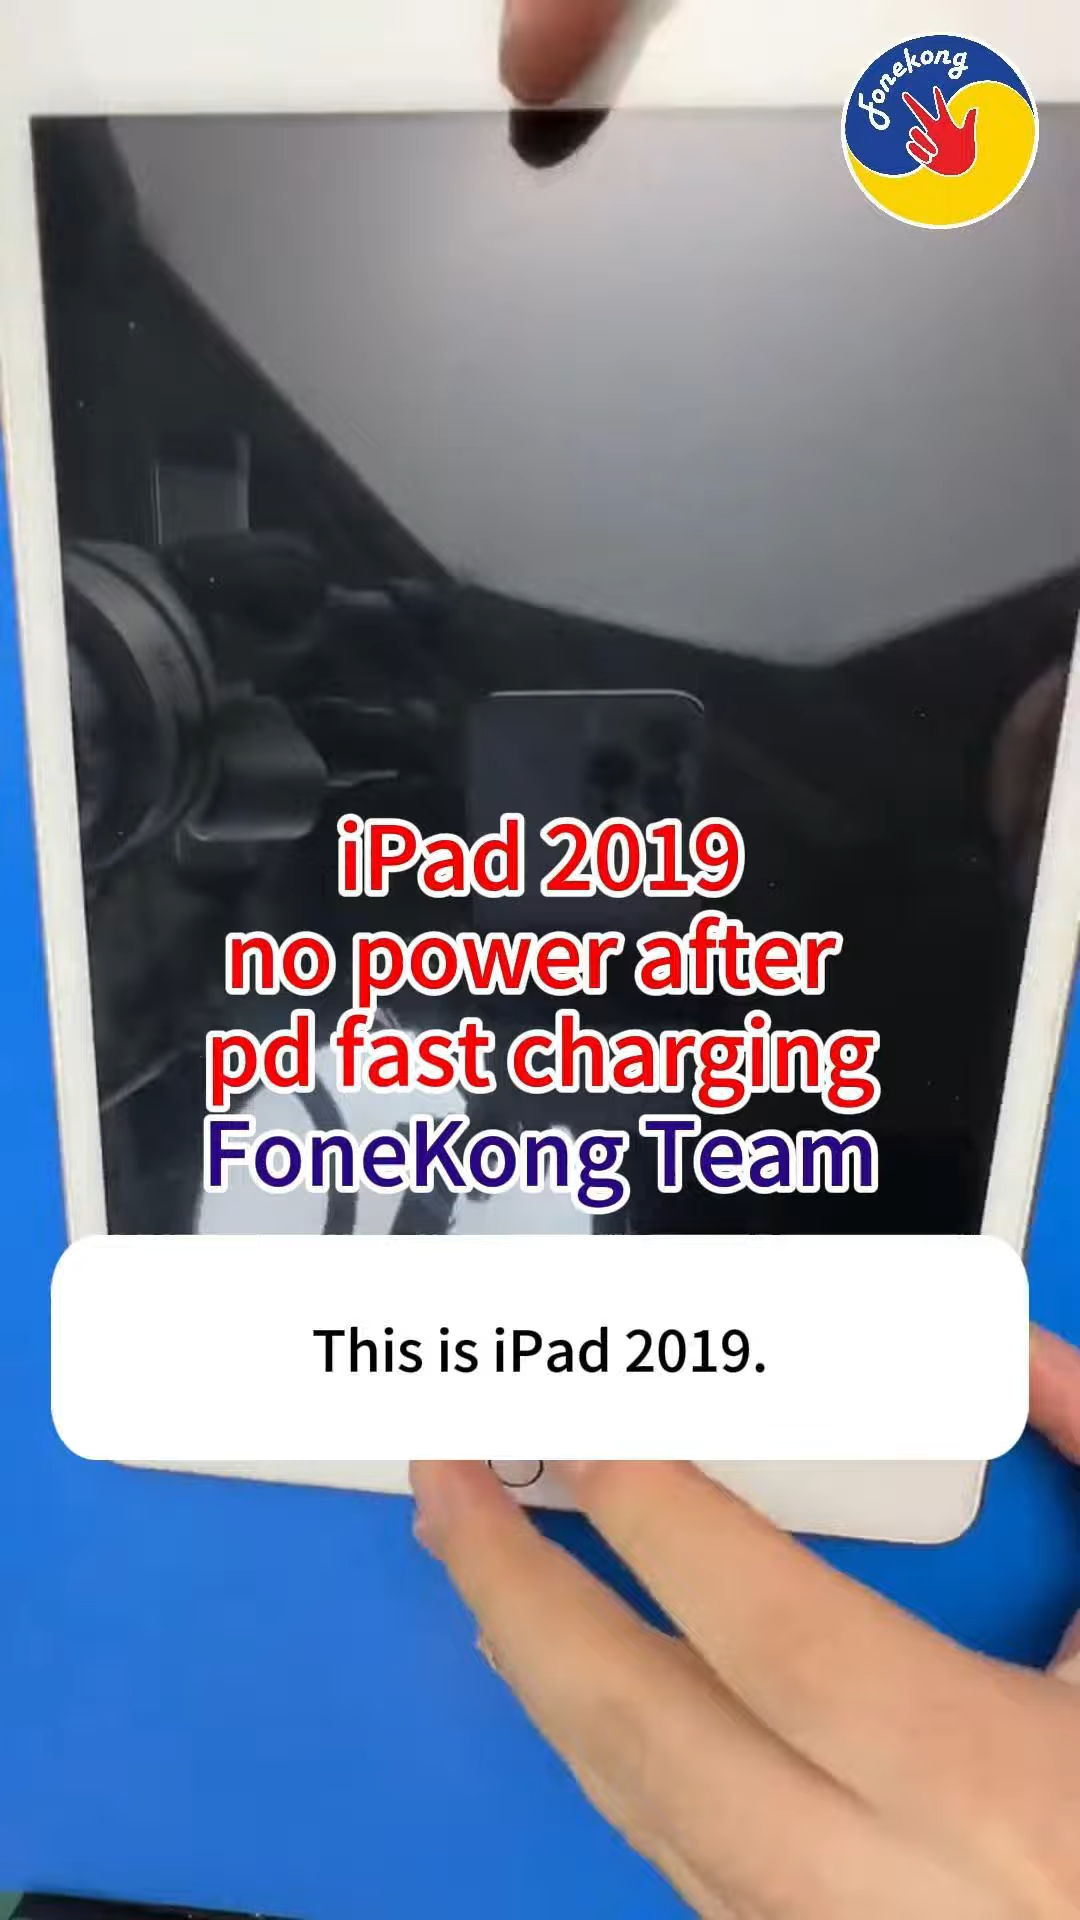 fonekong
iPad 2019
no power after
pd fast charging
FoneKong Team
This is iPad 2019.